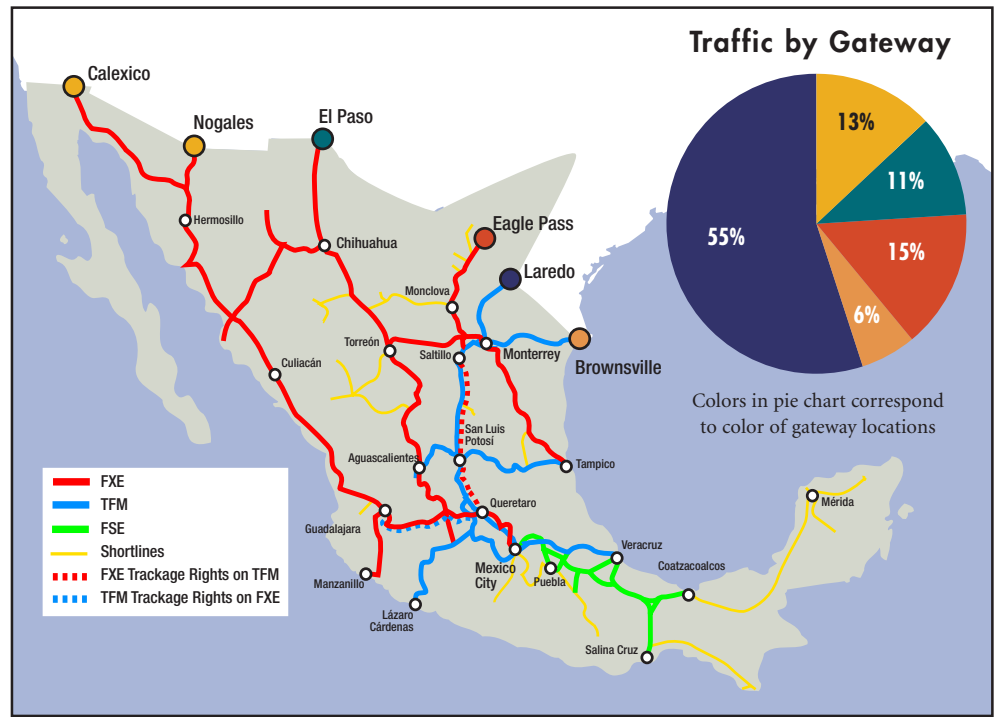 Traffic by Gateway
13%
11%
15%
6%
55%
Colors in pie chart correspond
to color of gateway locations
Calexico
Nogales
El Paso
Eagle Pass
Laredo
Brownsville
Hermosillo
Chihuahua
Monclova
Torreón
Saltillo
Monterrey
Culiacán
San Luis
Potosí
Aguascalientes
Tampico
Queretaro
Guadalajara
Mérida
Veracruz
Coatzacoalcos
Mexico
City
Puebla
Manzanillo
Lázaro
Cárdenas
Salina Cruz
FXE
TFM
FSE
Shortlines
FXE Trackage Rights on TFM
TFM Trackage Rights on FXE